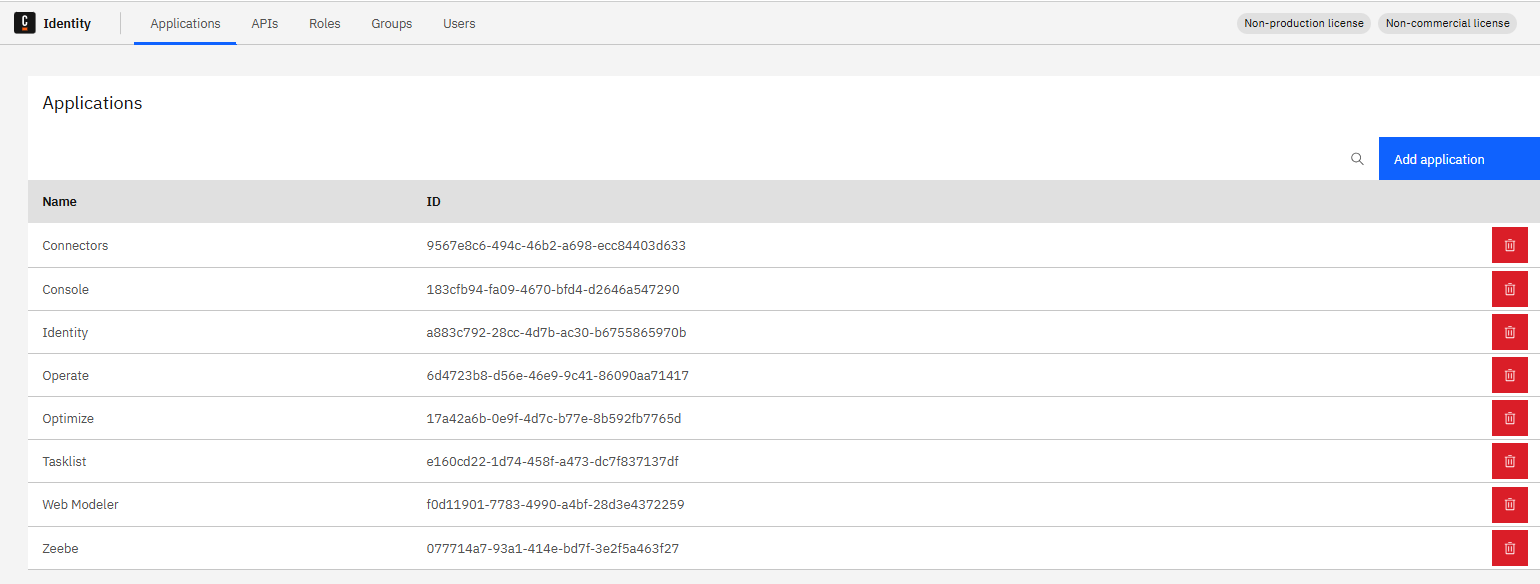 C Identity Applications APIs Roles Groups Users Non-production license Non-commercial license
Applications
Add application
Name ID
Connectors 9567e8c6-494c-46b2-a698-ecc84403d633
Console 183cfb94-fa09-4670-bfd4-d2646a547290
Identity a883c792-28cc-4d7b-ac30-b6755865970b
Operate 6d4723b8-d56e-46e9-9c41-86090aa71417
Optimize 17a42a6b-0e9f-4d7c-b77e-8b592fb7765d
Tasklist e160cd22-1d74-458f-a473-dc7f837137df
Web Modeler f0d11901-7783-4990-a4bf-28d3e4372259
Zeebe 077714a7-93a1-414e-bd7f-3e2f5a463f27